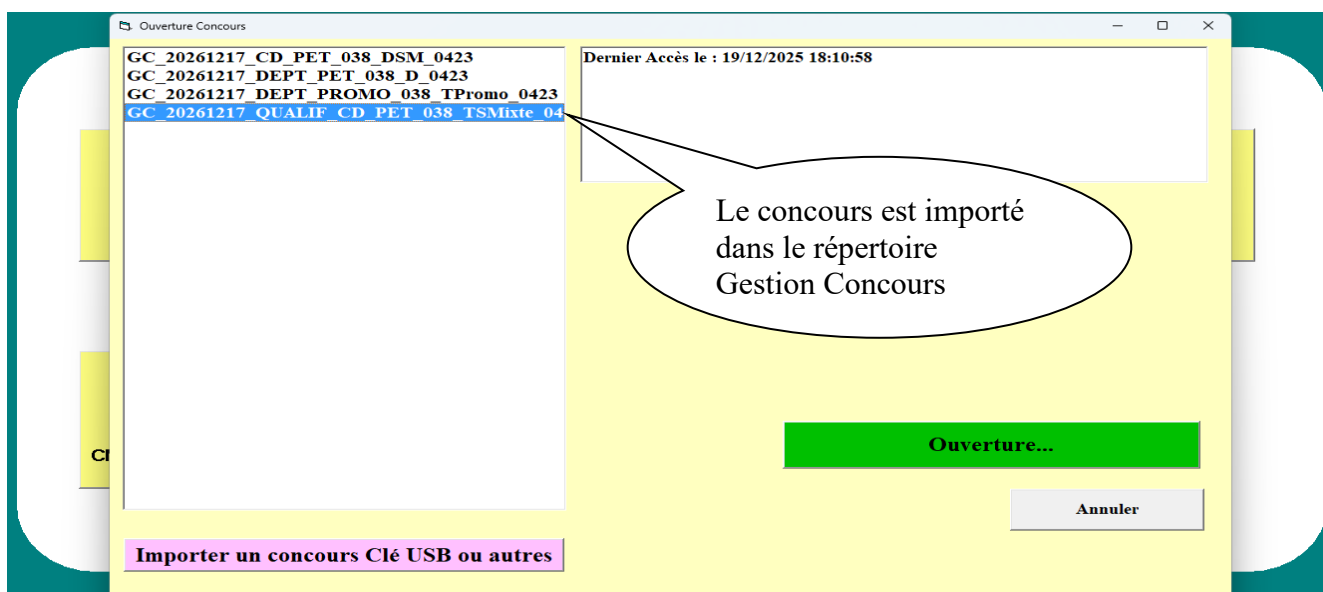 Ouverture Concours
GC_20261217_CD_PET_038_DSM_0423
GC_20261217_DEPT_PET_038_D_0423
GC_20261217_DEPT_PROMO_038_TPromo_0423
GC_20261217_QUALIF_CD_PET_038_TSMixte_04
Dernier Accès le : 19/12/2025 18:10:58
Le concours est importé
dans le répertoire
Gestion Concours
Ouverture...
Annuler
Importer un concours Clé USB ou autres